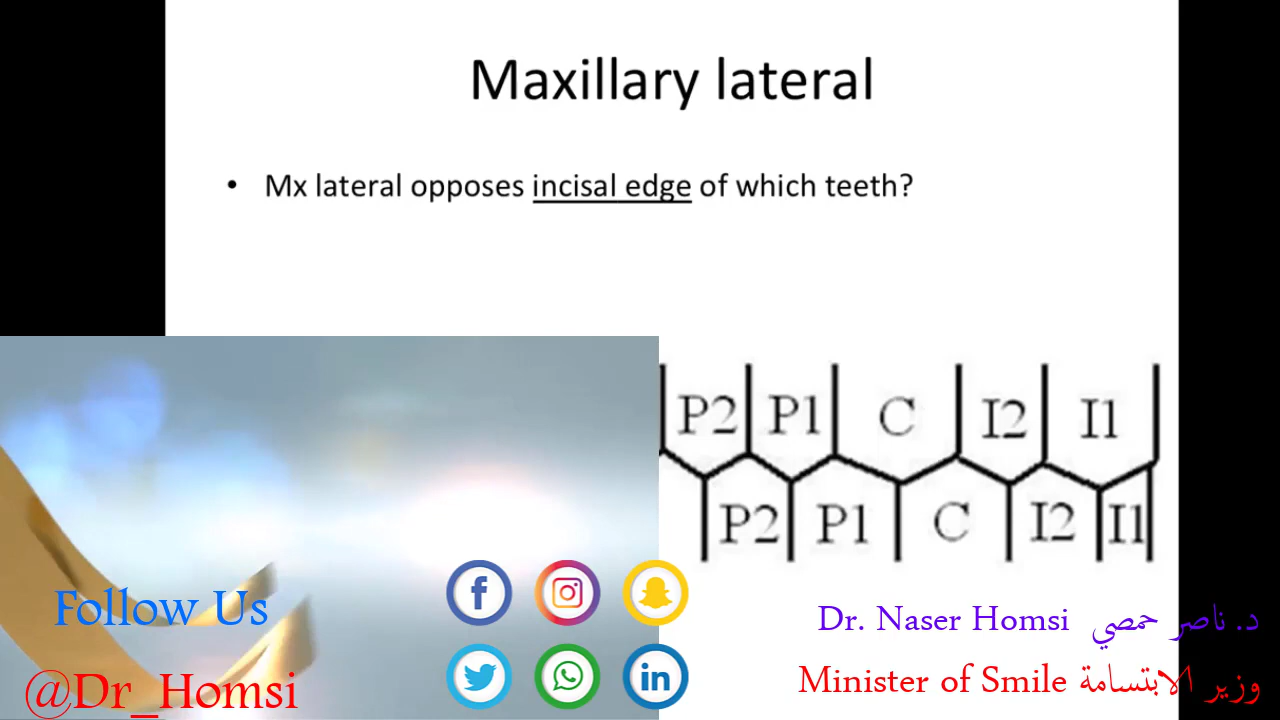 Maxillary lateral
• Mx lateral opposes incisal edge of which teeth?
P2 P1 C I2 I1
P2 P1 C I2 I1
Follow Us
@Dr_Homsi
Dr. Naser Homsi د. ناصر حمصي
Minister of Smile وزير الابتسامة